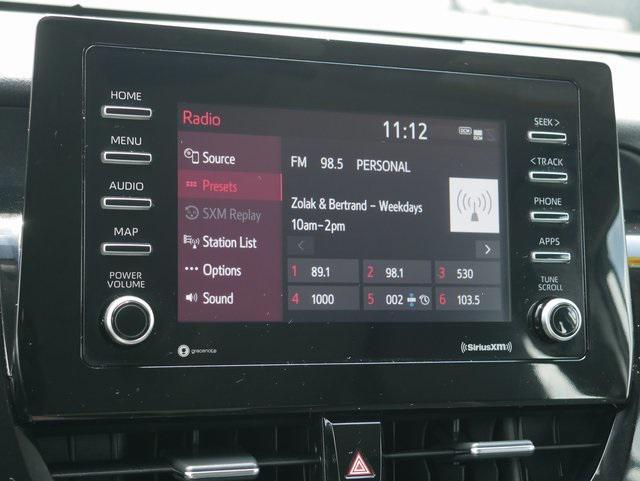 HOME
MENU
AUDIO
MAP
POWER
VOLUME
Radio
11:12
Source
Presets
SXM Replay
Station List
Options
Sound
FM 98.5 PERSONAL
Zolak & Bertrand - Weekdays
10am-2pm
1 89.1 2 98.1 3 530
4 1000 5 002 6 103.5
SEEK >
< TRACK
PHONE
APPS
TUNE
SCROLL
gracenote
SiriusXM